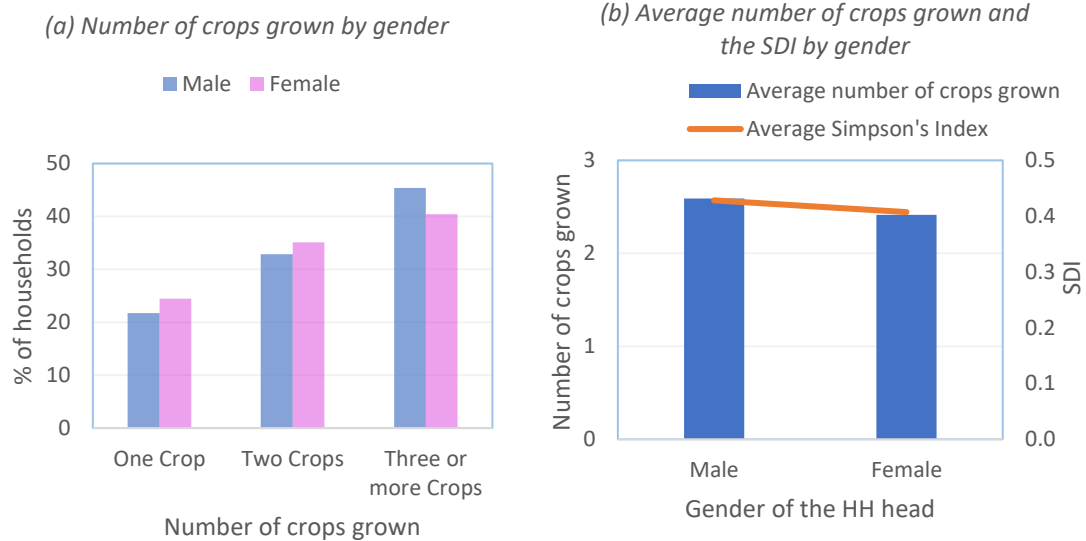 (a) Number of crops grown by gender
Male
Female
% of households
50
40
30
20
10
0
One Crop
Two Crops
Three or
more Crops
Number of crops grown
(b) Average number of crops grown and
the SDI by gender
Average number of crops grown
Average Simpson's Index
Number of crops grown
3
2
1
0
0.5
0.4
0.3
0.2
0.1
0.0
SDI
Male
Female
Gender of the HH head